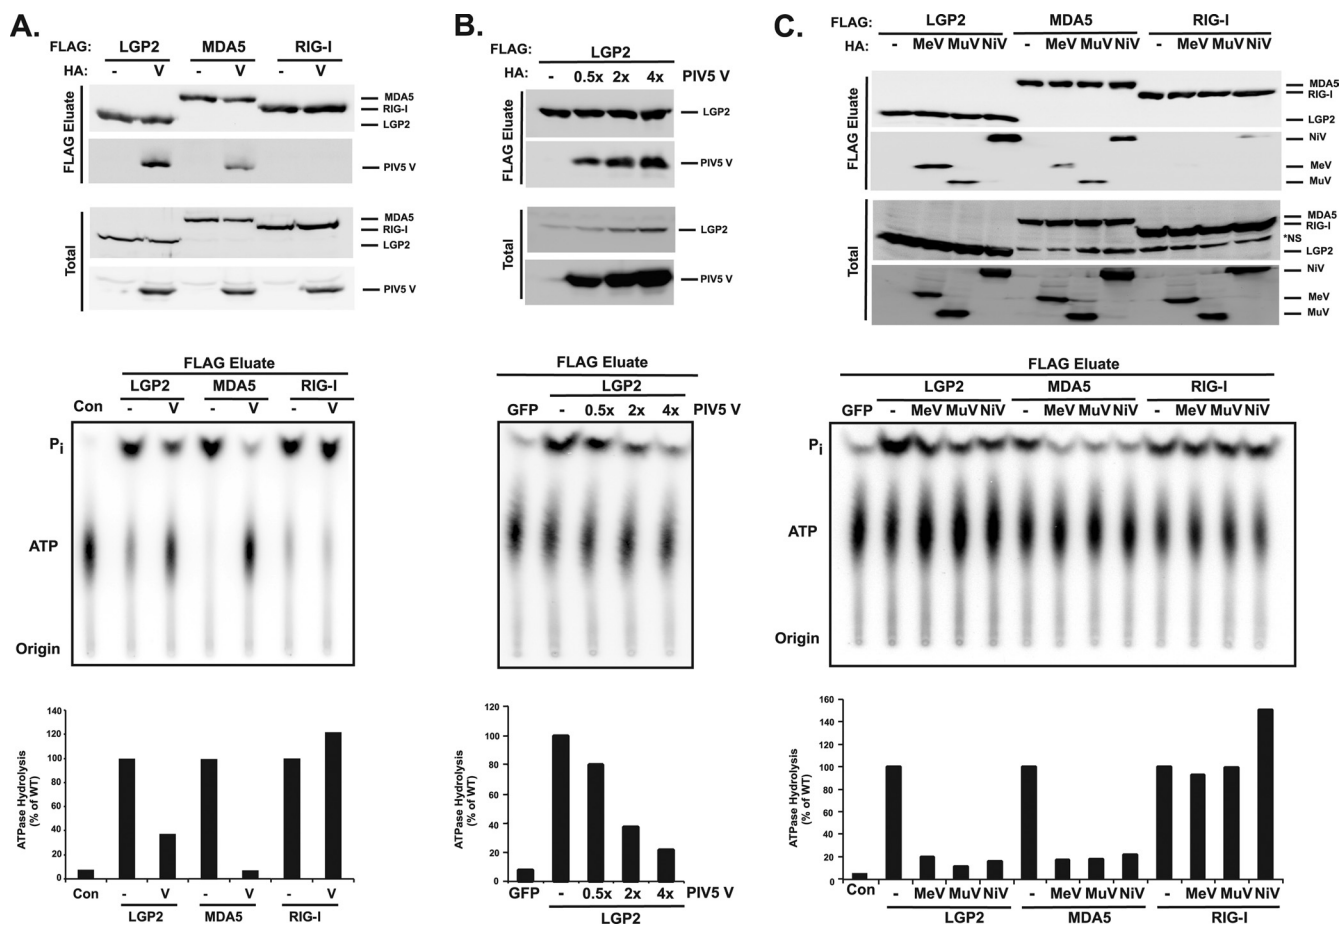 A.
FLAG: LGP2 MDA5 RIG-I
HA: - V - V - V
FLAG Eluate
MDA5
RIG-I
LGP2
PIV5 V
Total
MDA5
RIG-I
LGP2
PIV5 V
FLAG Eluate
LGP2 MDA5 RIG-I
Con - V - V - V
Pi
ATP
Origin
ATPase Hydrolysis
(% of WT)
140
120
100
80
60
40
20
0
Con - V - V - V
LGP2 MDA5 RIG-I
B.
FLAG: LGP2
HA: - 0.5x 2x 4x PIV5 V
FLAG Eluate
LGP2
PIV5 V
Total
LGP2
PIV5 V
FLAG Eluate
LGP2
GFP - 0.5x 2x 4x PIV5 V
ATPase Hydrolysis
(% of WT)
120
100
80
60
40
20
0
GFP - 0.5x 2x 4x PIV5 V
LGP2
C.
FLAG: LGP2 MDA5 RIG-I
HA: - MeV MuV NiV - MeV MuV NiV - MeV MuV NiV
FLAG Eluate
MDA5
RIG-I
LGP2
NiV
MeV
MuV
Total
MDA5
RIG-I
*NS
LGP2
NiV
MeV
MuV
FLAG Eluate
LGP2 MDA5 RIG-I
GFP - MeV MuV NiV - MeV MuV NiV - MeV MuV NiV
Pi
ATP
Origin
ATPase Hydrolysis
(% of WT)
160
140
120
100
80
60
40
20
0
Con - MeV MuV NiV - MeV MuV NiV - MeV MuV NiV
LGP2 MDA5 RIG-I